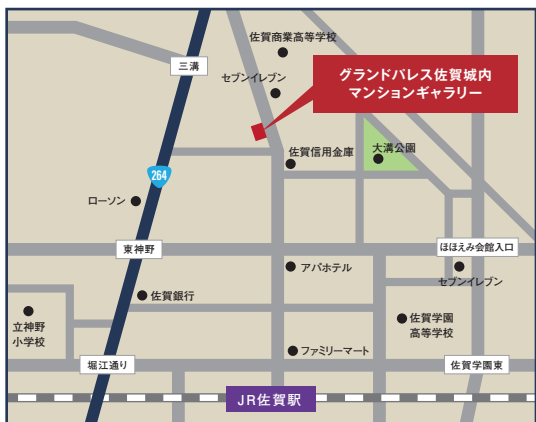 佐賀商業高等学校
三溝
セブンイレブン
グランドパレス佐賀城内
マンションギャラリー
佐賀信用金庫
大溝公園
264
ローソン
東神野
ほほえみ会館入口
アパホテル
セブンイレブン
佐賀銀行
立神野
小学校
佐賀学園
高等学校
ファミリーマート
堀江通り
佐賀学園東
JR佐賀駅